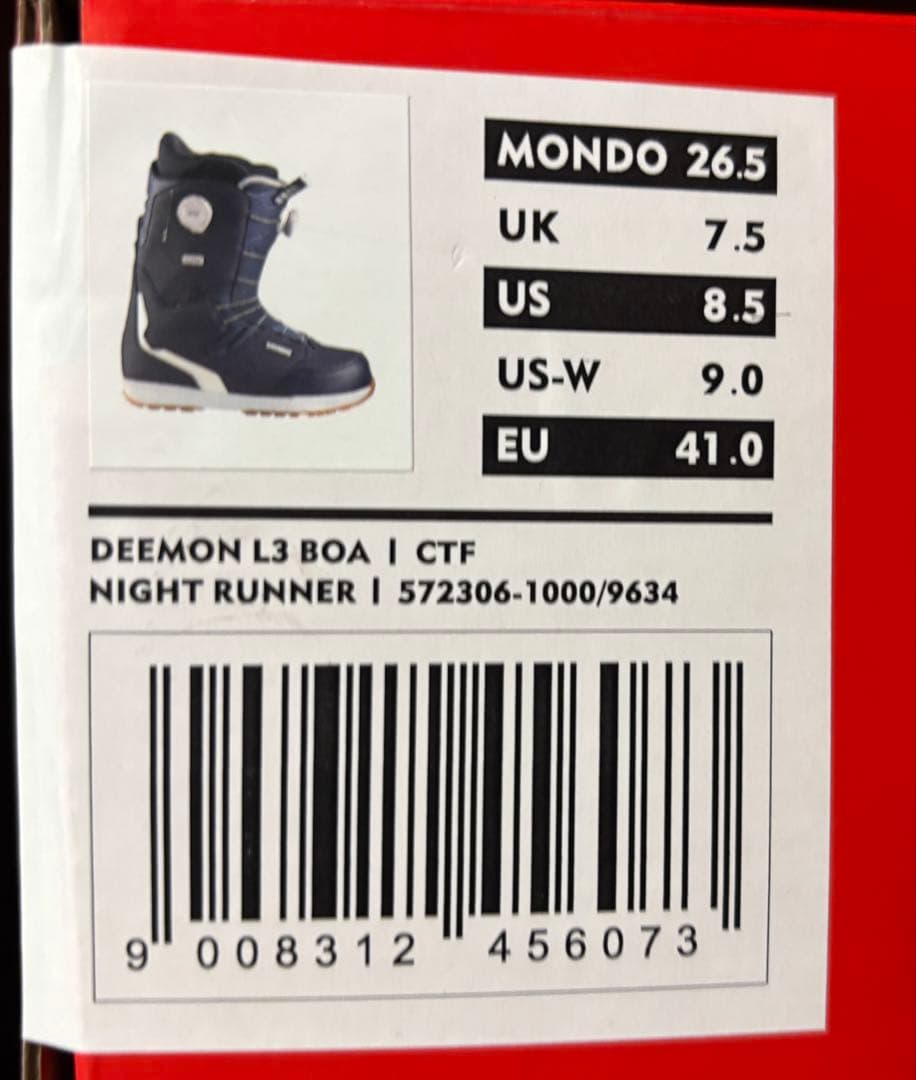 MONDO 26.5
UK 7.5
US 8.5
US-W 9.0
EU 41.0
DEEMON L3 BOA | CTF
NIGHT RUNNER | 572306-1000/9634
9 008312 456073